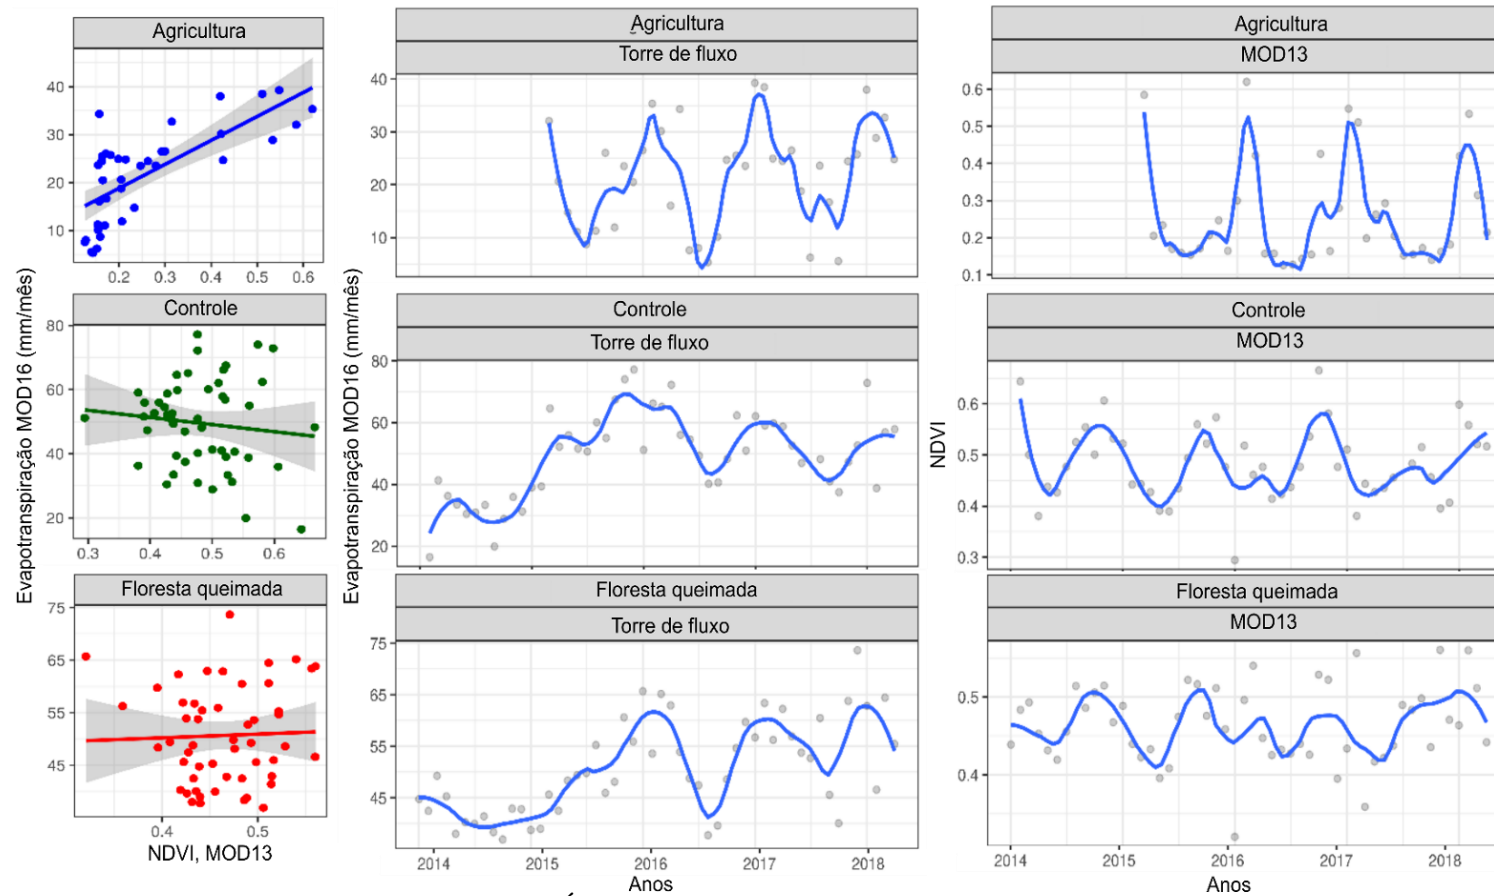 Agricultura
40
30
20
10
0.2 0.3 0.4 0.5 0.6
Controle
80
60
40
20
0.3 0.4 0.5 0.6
Floresta queimada
75
65
55
45
0.4 0.5
NDVI, MOD13
Evapotranspiração MOD16 (mm/mês)
Agricultura
Torre de fluxo
40
30
20
10
Controle
Torre de fluxo
80
60
40
20
Floresta queimada
Torre de fluxo
75
65
55
45
2014 2015 2016 2017 2018
Anos
Evapotranspiração MOD16 (mm/mês)
Agricultura
MOD13
0.6
0.5
0.4
0.3
0.2
0.1
Controle
MOD13
0.6
0.5
0.4
0.3
Floresta queimada
MOD13
0.5
0.4
2014 2015 2016 2017 2018
Anos
NDVI